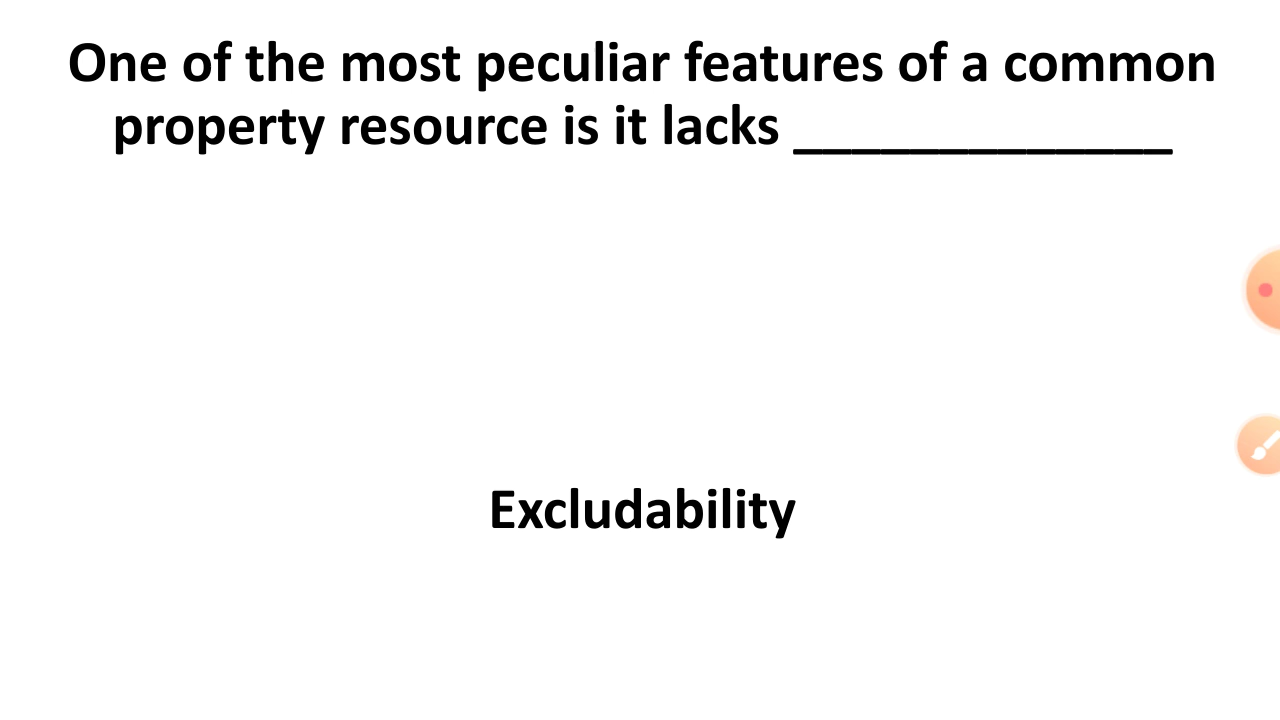 One of the most peculiar features of a common
property resource is it lacks _____________
Excludability